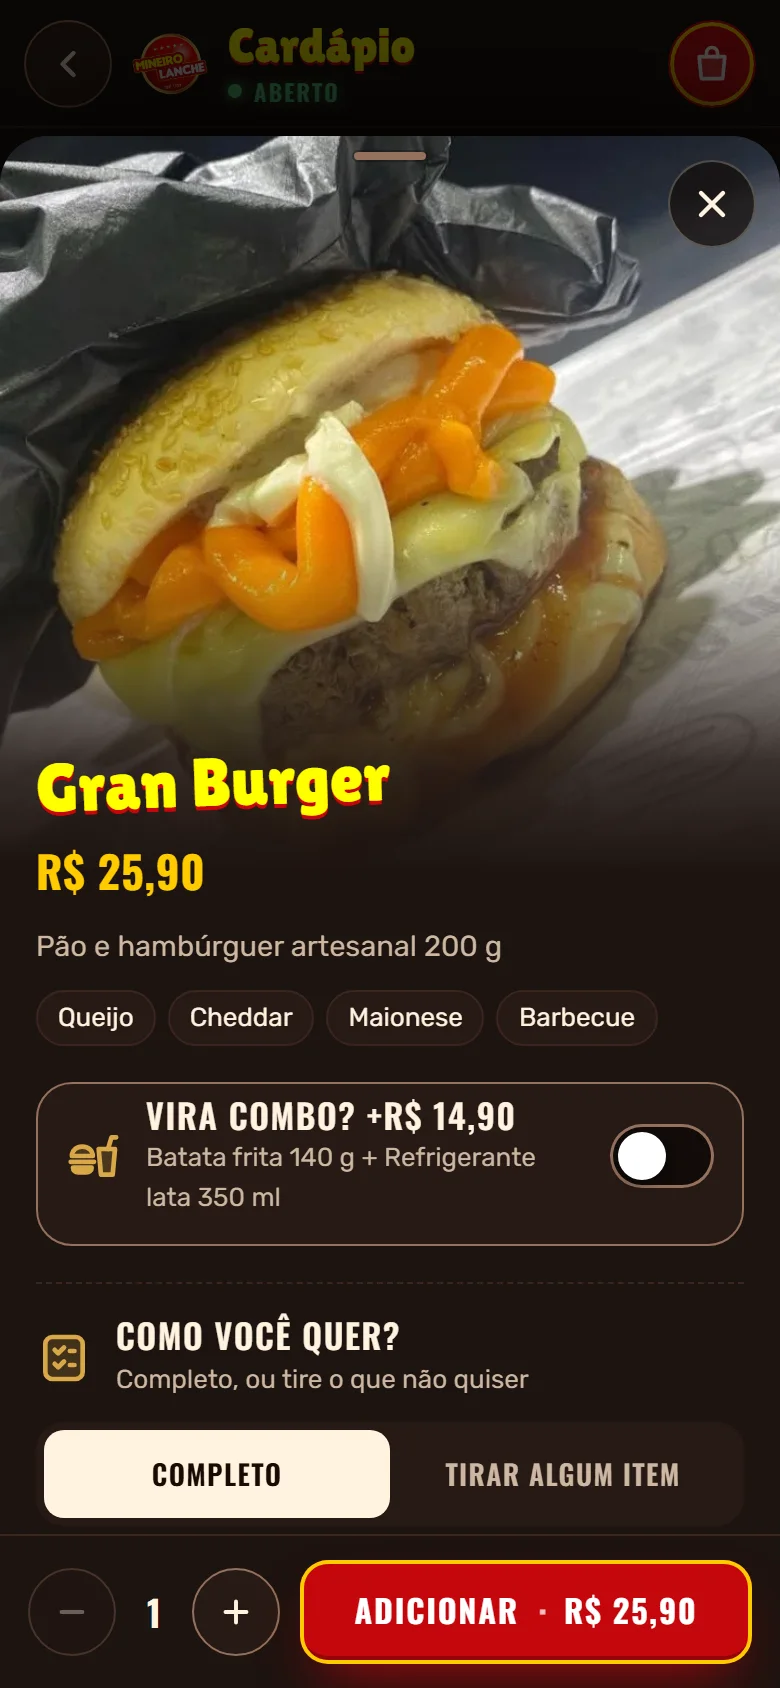 MINEIRO
LANCHE
Cardápio
ABERTO
Gran Burger
R$ 25,90
Pão e hambúrguer artesanal 200 g
Queijo
Cheddar
Maionese
Barbecue
VIRA COMBO? +R$ 14,90
Batata frita 140 g + Refrigerante
lata 350 ml
COMO VOCÊ QUER?
Completo, ou tire o que não quiser
COMPLETO
TIRAR ALGUM ITEM
1
ADICIONAR · R$ 25,90